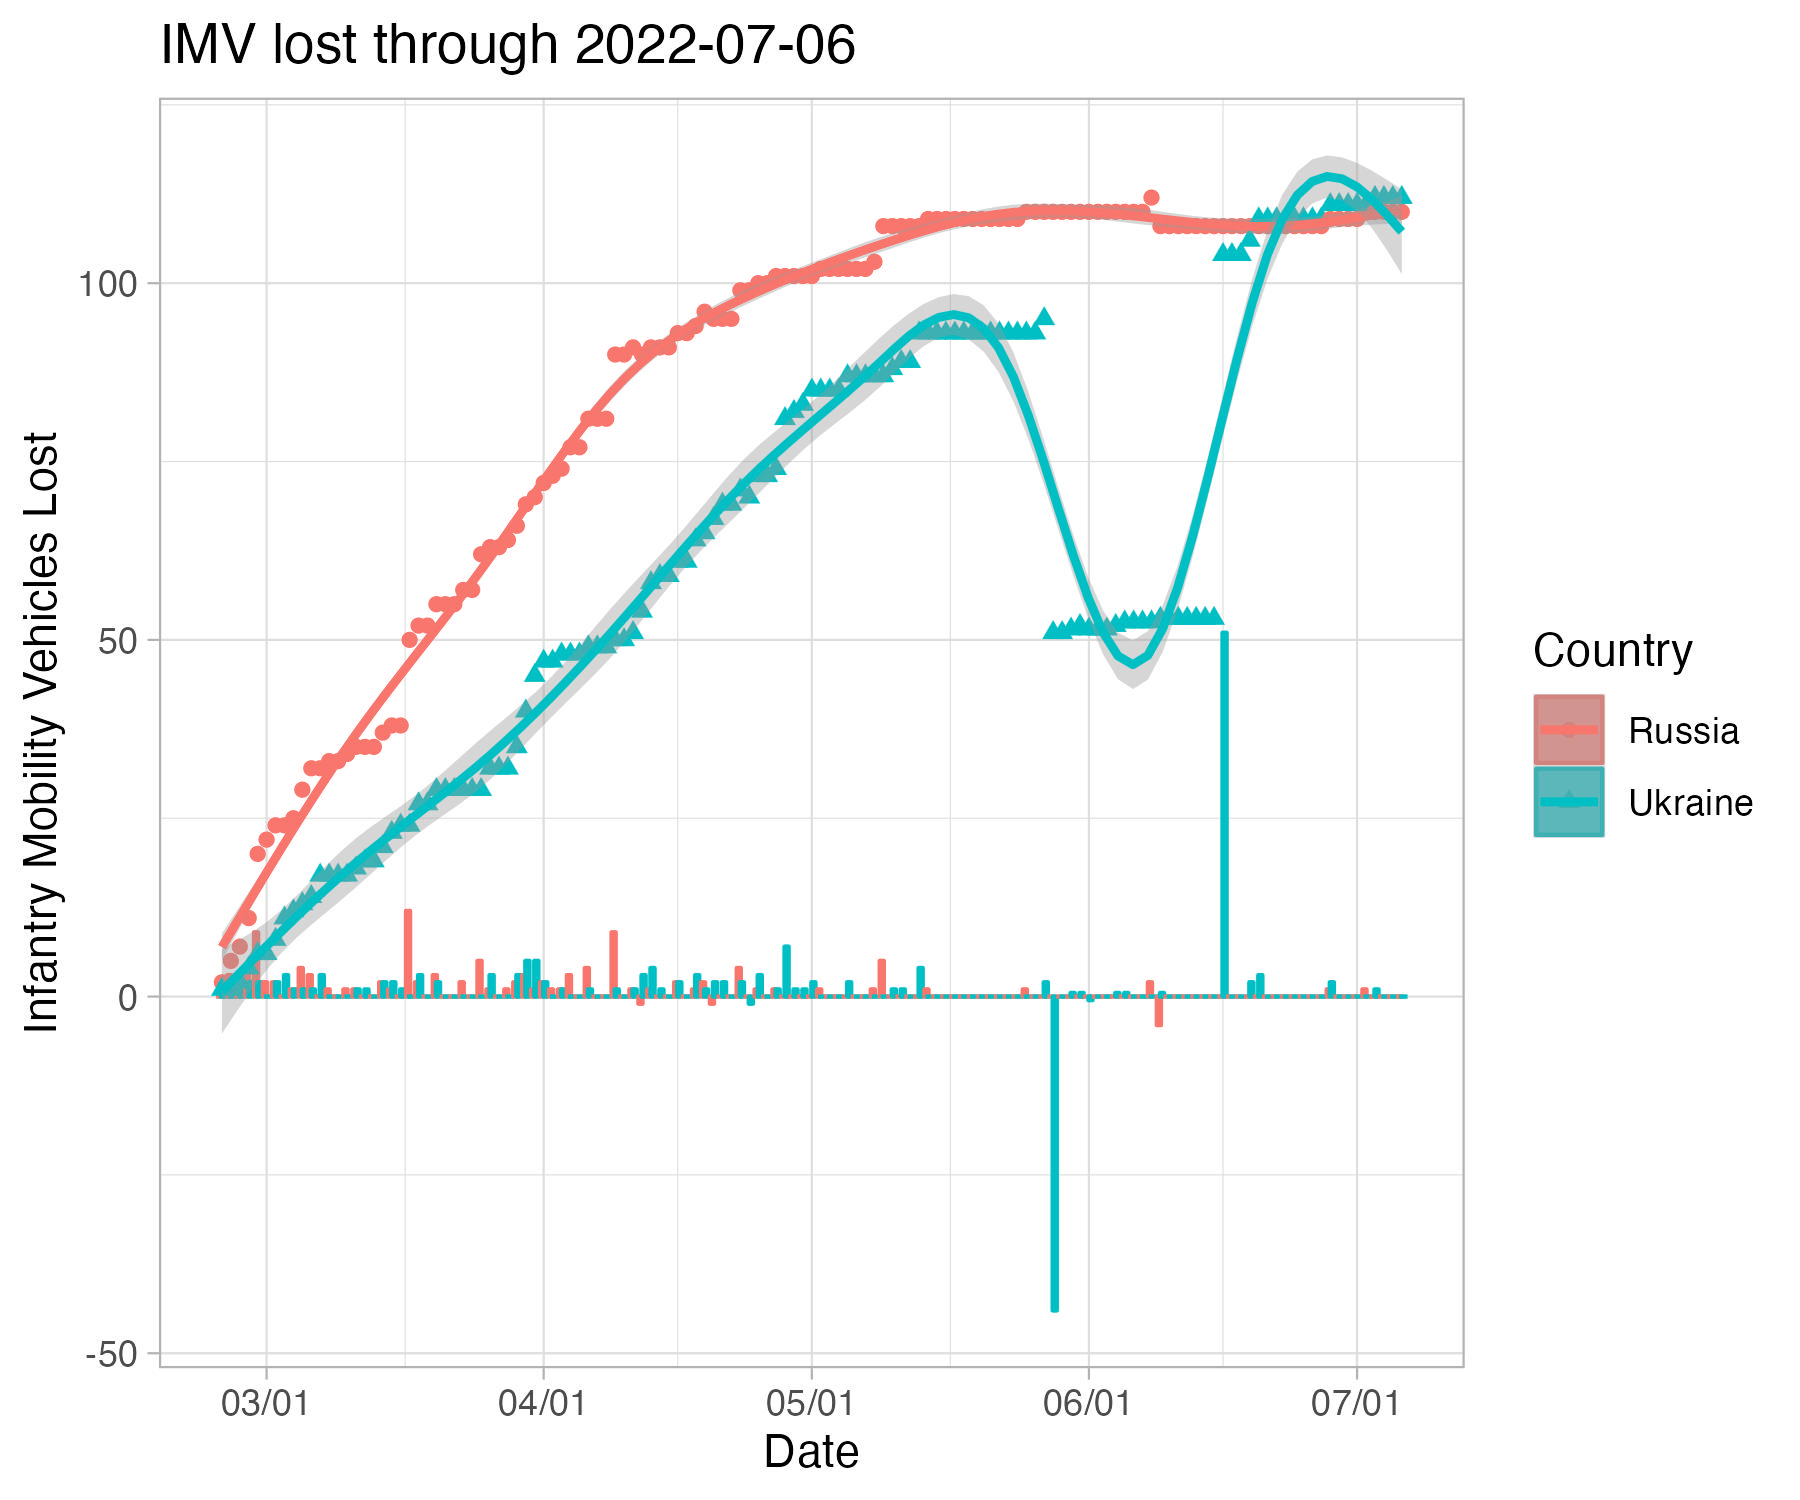 IMV lost through 2022-07-06
Infantry Mobility Vehicles Lost
100
50
0
-50
03/01
04/01
05/01
06/01
07/01
Date
Country
Russia
Ukraine